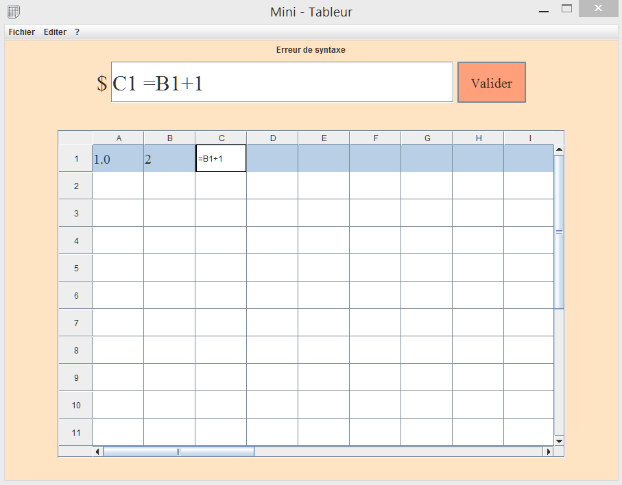 Mini - Tableur
Fichier Editer ?
Erreur de syntaxe
$ C1 =B1+1 Valider
A B C D E F G H I
1 1.0 2 =B1+1
2
3
4
5
6
7
8
9
10
11